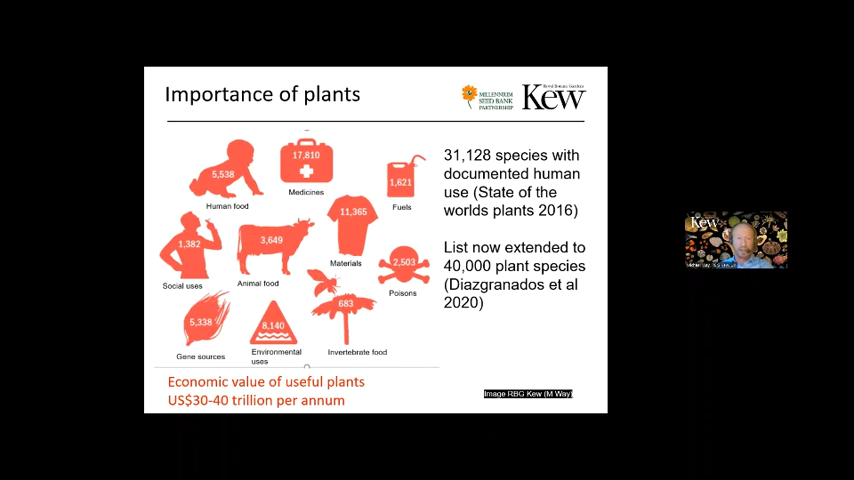 Importance of plants
MILLENNIUM
SEED BANK
PARTNERSHIP
Royal Botanic Gardens
Kew
5,538
Human food
17,810
Medicines
1,621
Fuels
1,382
Social uses
3,649
Animal food
11,365
Materials
2,503
Poisons
5,338
Gene sources
8,140
Environmental
uses
683
Invertebrate food
31,128 species with
documented human
use (State of the
worlds plants 2016)
List now extended to
40,000 plant species
(Diazgranados et al
2020)
Economic value of useful plants
US$30-40 trillion per annum
Image RBG Kew (M Way)
Kew